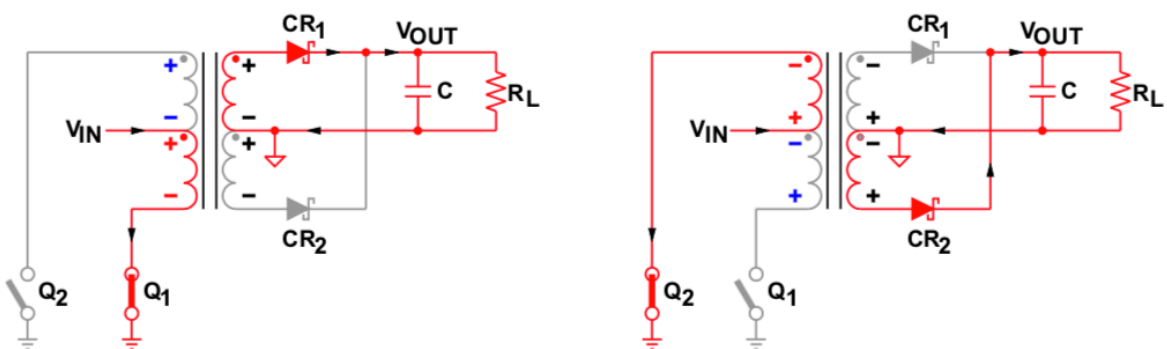 CR1
VOUT
+
+
C
RL
-
-
VIN
+
+
-
-
CR2
Q2
Q1
CR1
VOUT
-
-
C
RL
+
+
VIN
-
-
+
+
CR2
Q2
Q1